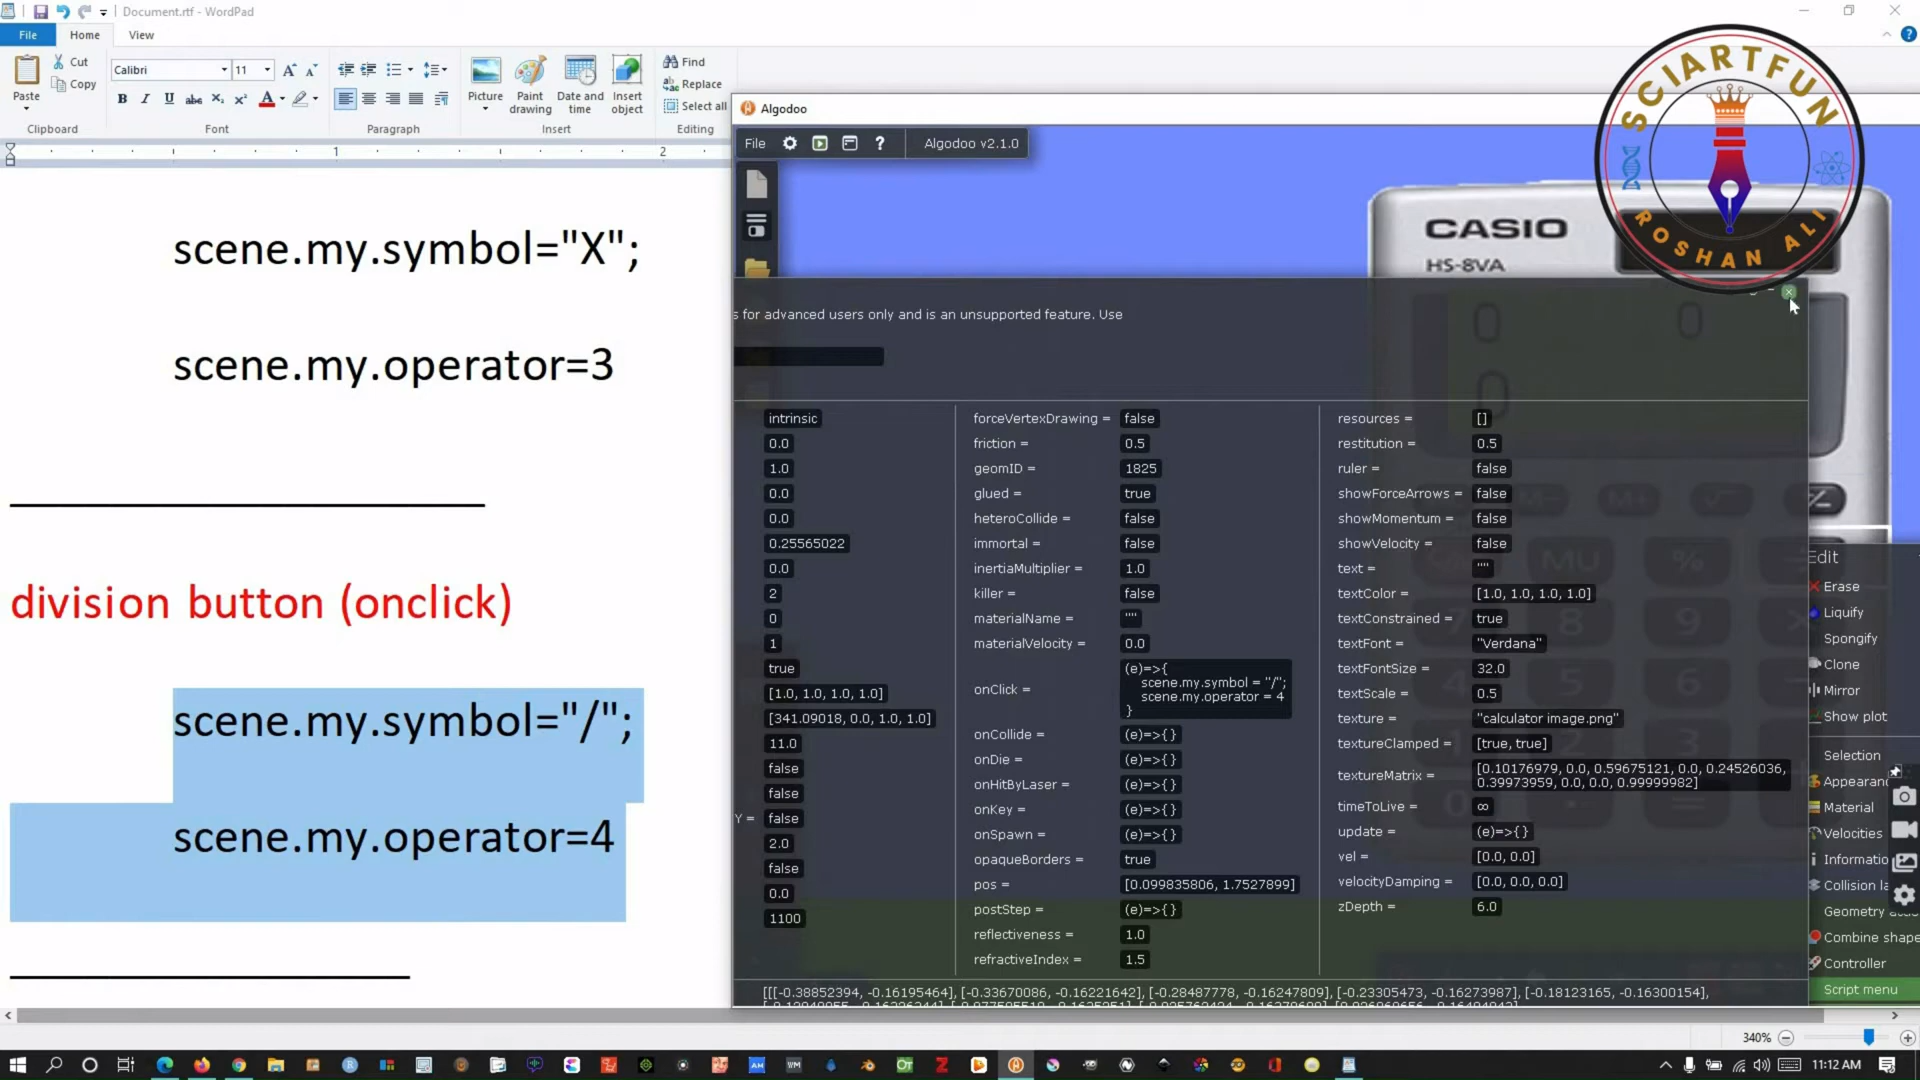 Document.rtf - WordPad
File
Home
View
Paste
Cut
Copy
Calibri
11
Picture
Paint drawing
Date and time
Insert object
Find
Replace
Select all
Clipboard
Font
Paragraph
Insert
Editing
1
2
scene.my.symbol="X";
scene.my.operator=3
division button (onclick)
scene.my.symbol="/";
scene.my.operator=4
Algodoo
File
Algodoo v2.1.0
SCIARTFUN
ROSHAN ALI
CASIO
HS-8VA
s for advanced users only and is an unsupported feature. Use
intrinsic
0.0
1.0
0.0
0.0
0.25565022
0.0
2
0
1
true
[1.0, 1.0, 1.0, 1.0]
[341.09018, 0.0, 1.0, 1.0]
11.0
false
false
Y = false
2.0
false
0.0
1100
forceVertexDrawing = false
friction = 0.5
geomID = 1825
glued = true
heteroCollide = false
immortal = false
inertiaMultiplier = 1.0
killer = false
materialName = ""
materialVelocity = 0.0
onClick = (e)=>{
scene.my.symbol = "/";
scene.my.operator = 4
}
onCollide = (e)=>{}
onDie = (e)=>{}
onHitByLaser = (e)=>{}
onKey = (e)=>{}
onSpawn = (e)=>{}
opaqueBorders = true
pos = [0.099835806, 1.7527899]
postStep = (e)=>{}
reflectiveness = 1.0
refractiveIndex = 1.5
resources = []
restitution = 0.5
ruler = false
showForceArrows = false
showMomentum = false
showVelocity = false
text = ""
textColor = [1.0, 1.0, 1.0, 1.0]
textConstrained = true
textFont = "Verdana"
textFontSize = 32.0
textScale = 0.5
texture = "calculator image.png"
textureClamped = [true, true]
textureMatrix = [0.10176979, 0.0, 0.59675121, 0.0, 0.24526036,
0.39973959, 0.0, 0.0, 0.99999982]
timeToLive = ∞
update = (e)=>{}
vel = [0.0, 0.0]
velocityDamping = [0.0, 0.0, 0.0]
zDepth = 6.0
[[[-0.38852394, -0.16195464], [-0.33670086, -0.16221642], [-0.28487778, -0.16247809], [-0.23305473, -0.16273987], [-0.18123165, -0.16300154],
Edit
Erase
Liquify
Spongify
Clone
Mirror
Show plot
Selection
Appearanc
Material
Velocities
Informatio
Collision la
Geometry
Combine shape
Controller
Script menu
340%
11:12 AM